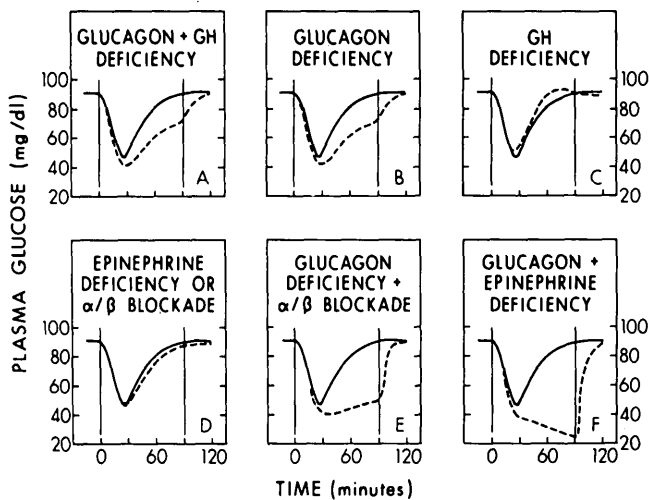 GLUCAGON + GH
DEFICIENCY
GLUCAGON
DEFICIENCY
GH
DEFICIENCY
100
80
60
40
20
A
B
C
100
80
60
40
20
PLASMA GLUCOSE (mg/dl)
EPINEPHRINE
DEFICIENCY OR
α/β BLOCKADE
GLUCAGON
DEFICIENCY +
α/β BLOCKADE
GLUCAGON +
EPINEPHRINE
DEFICIENCY
100
80
60
40
20
D
E
F
100
80
60
40
20
0 60 120
0 60 120
0 60 120
TIME (minutes)